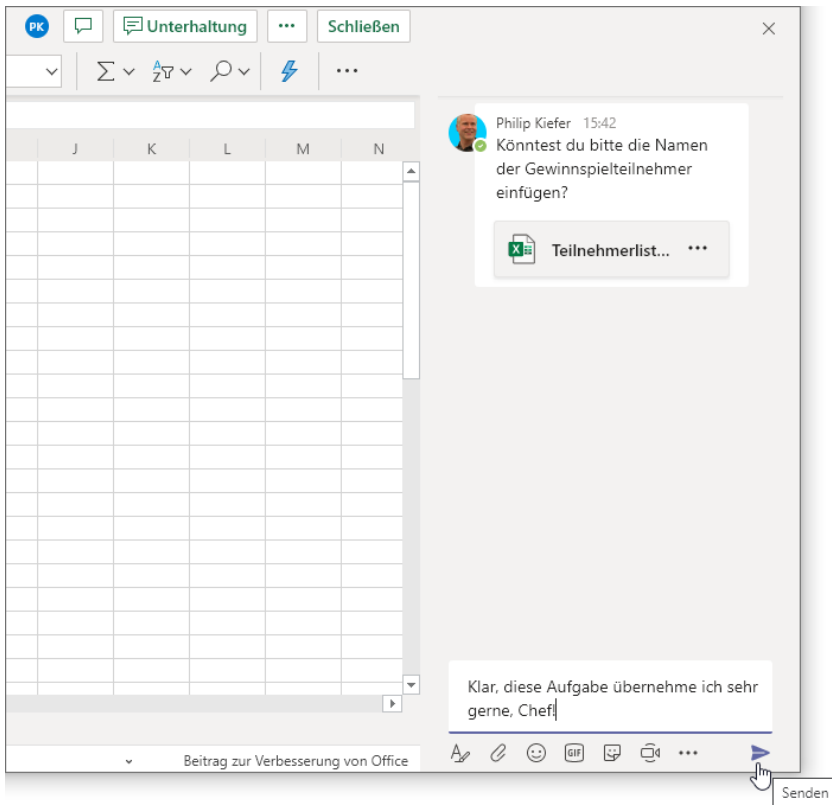 PK Unterhaltung ··· Schließen
J K L M N
Philip Kiefer 15:42
Könntest du bitte die Namen
der Gewinnspielteilnehmer
einfügen?
Teilnehmerlist...
Klar, diese Aufgabe übernehme ich sehr
gerne, Chef!
GIF
Beitrag zur Verbesserung von Office
Senden